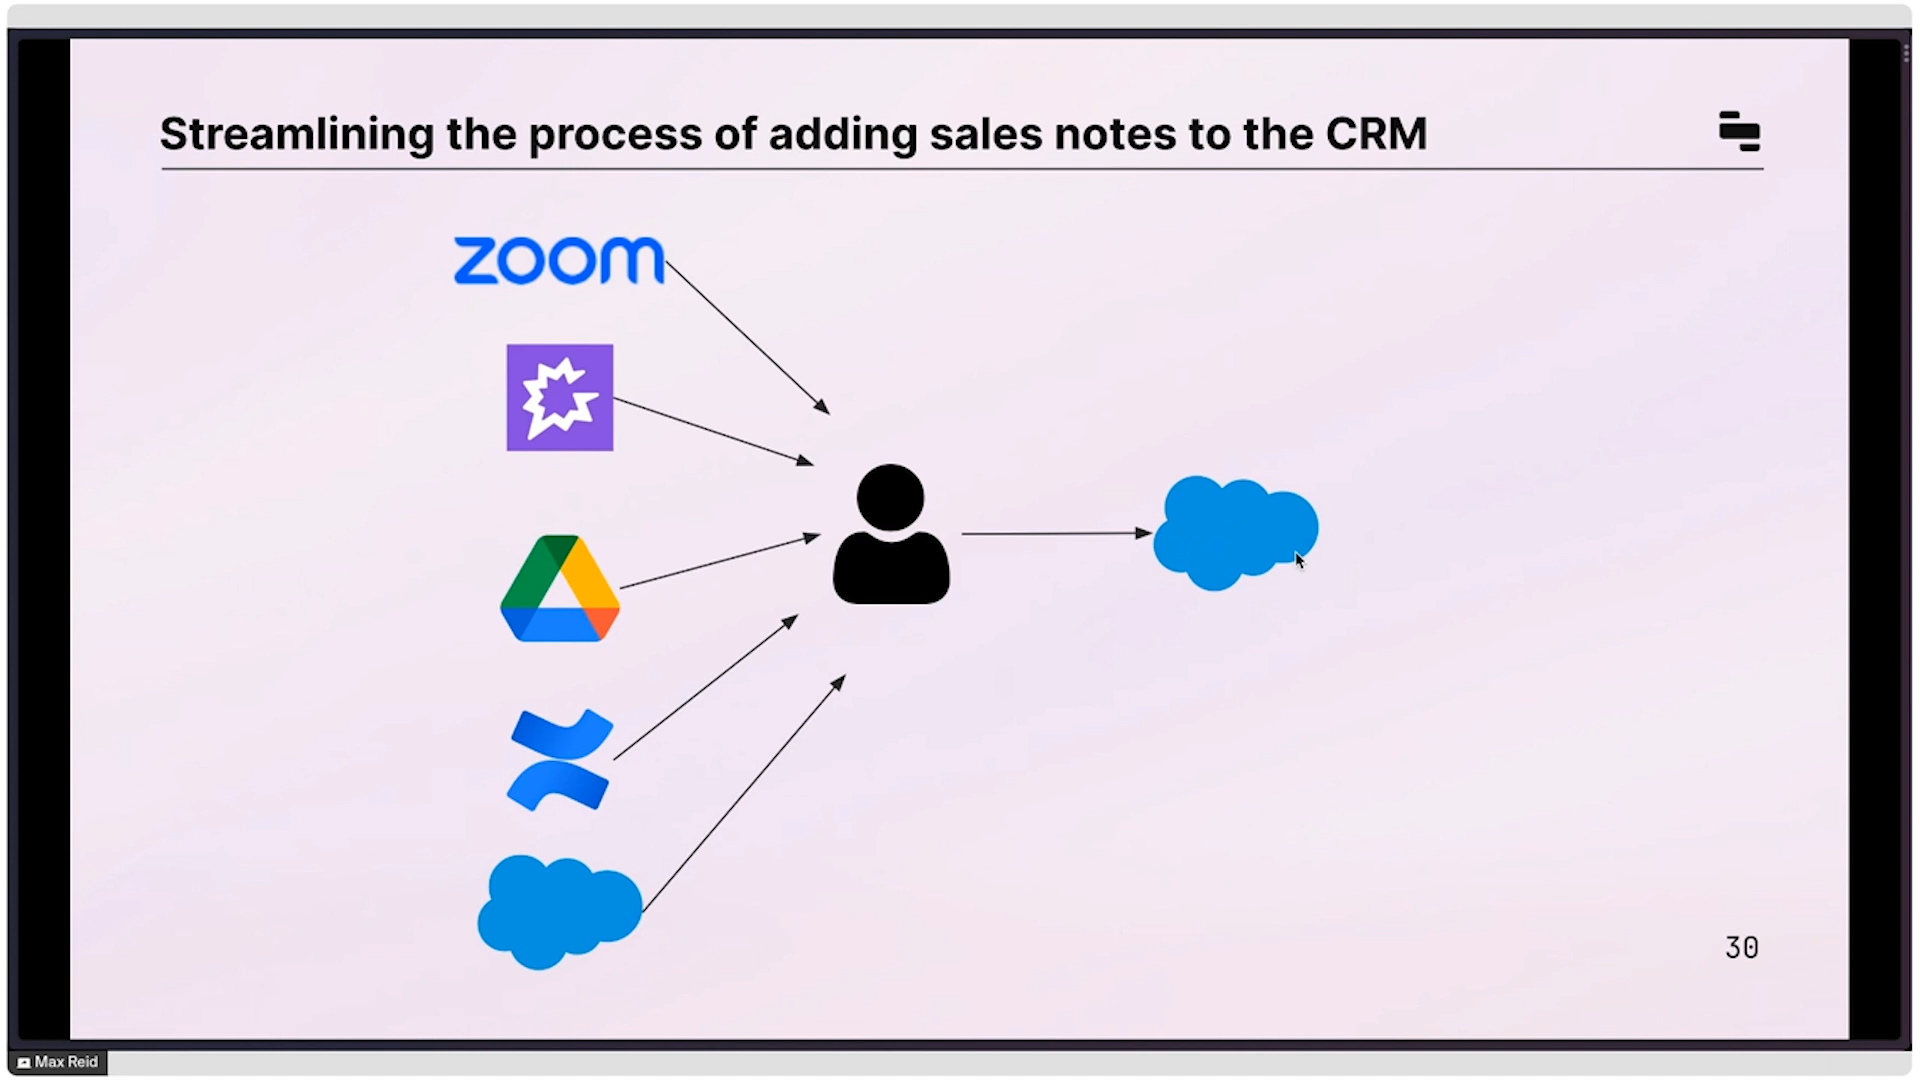 Streamlining the process of adding sales notes to the CRM
zoom
30
Max Reid